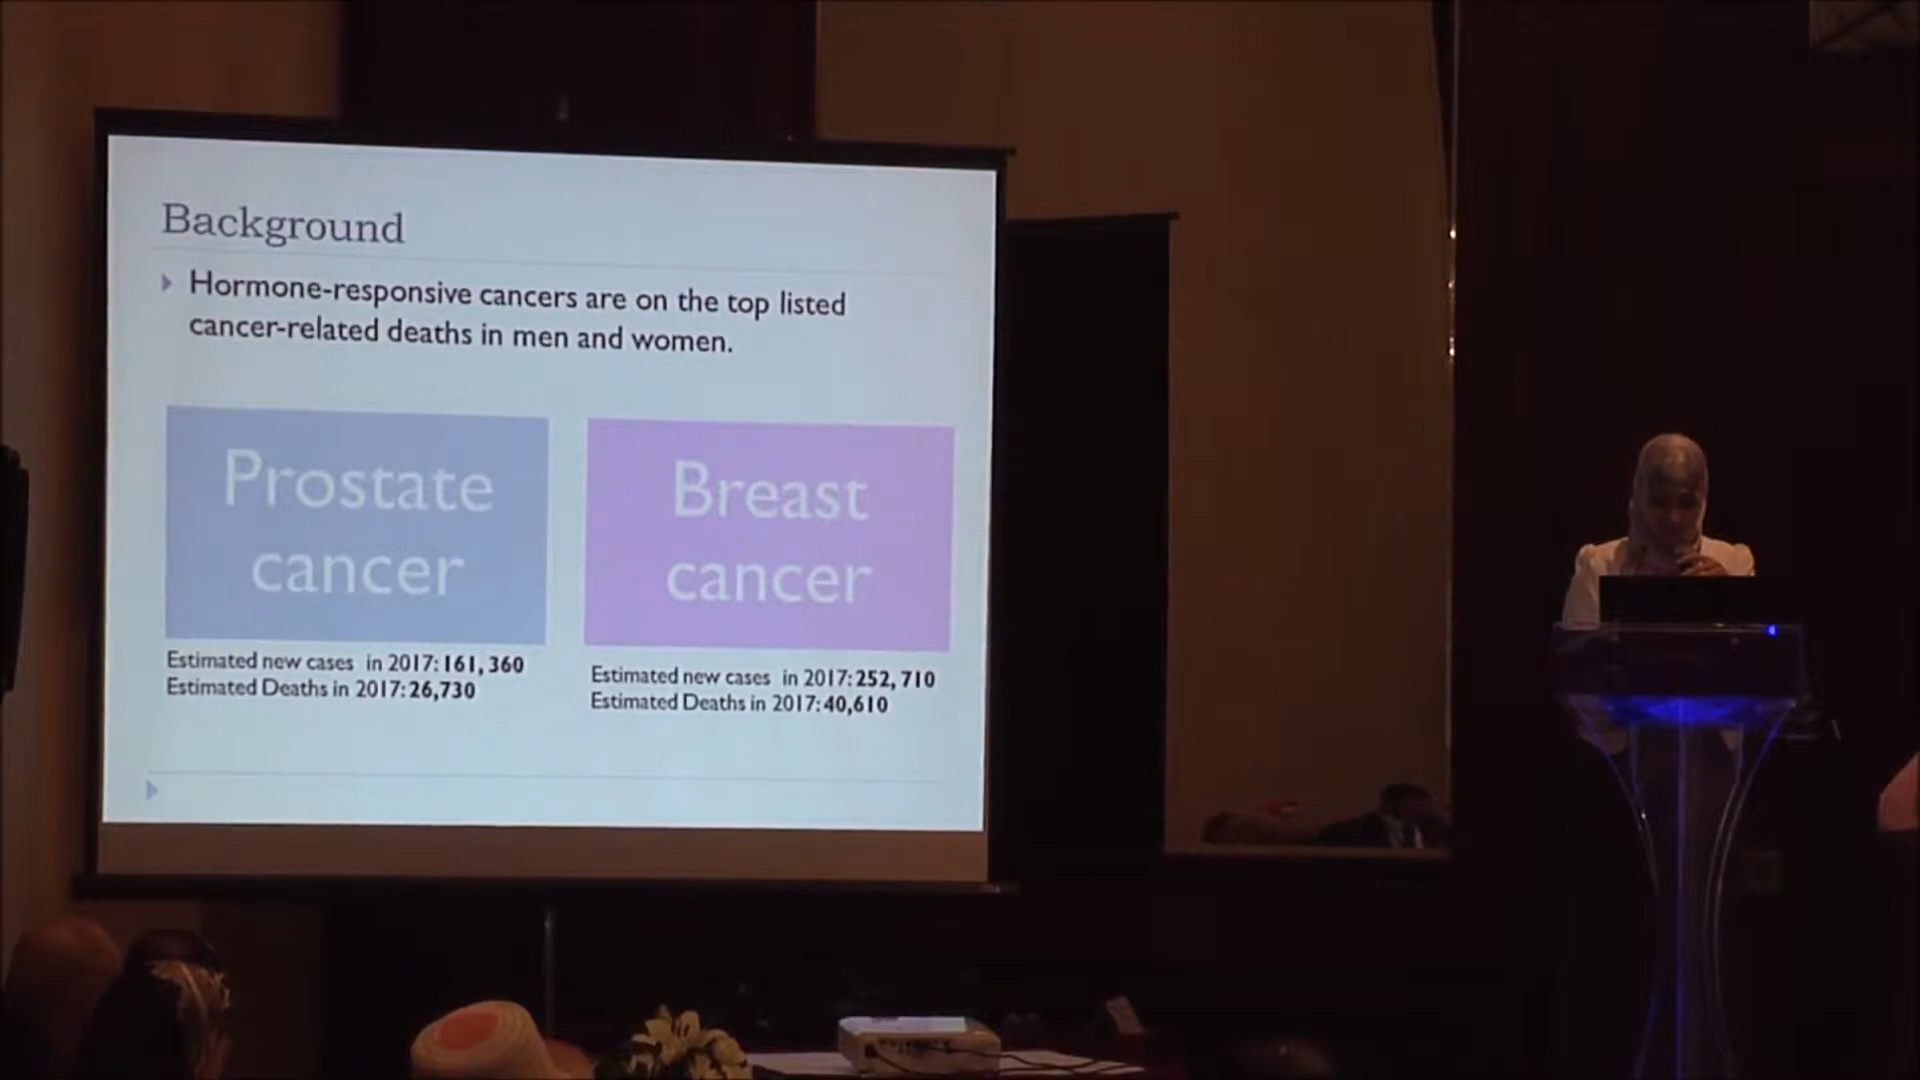 Background
Hormone-responsive cancers are on the top listed
cancer-related deaths in men and women.
Prostate
cancer
Estimated new cases in 2017: 161, 360
Estimated Deaths in 2017: 26,730
Breast
cancer
Estimated new cases in 2017: 252, 710
Estimated Deaths in 2017: 40,610